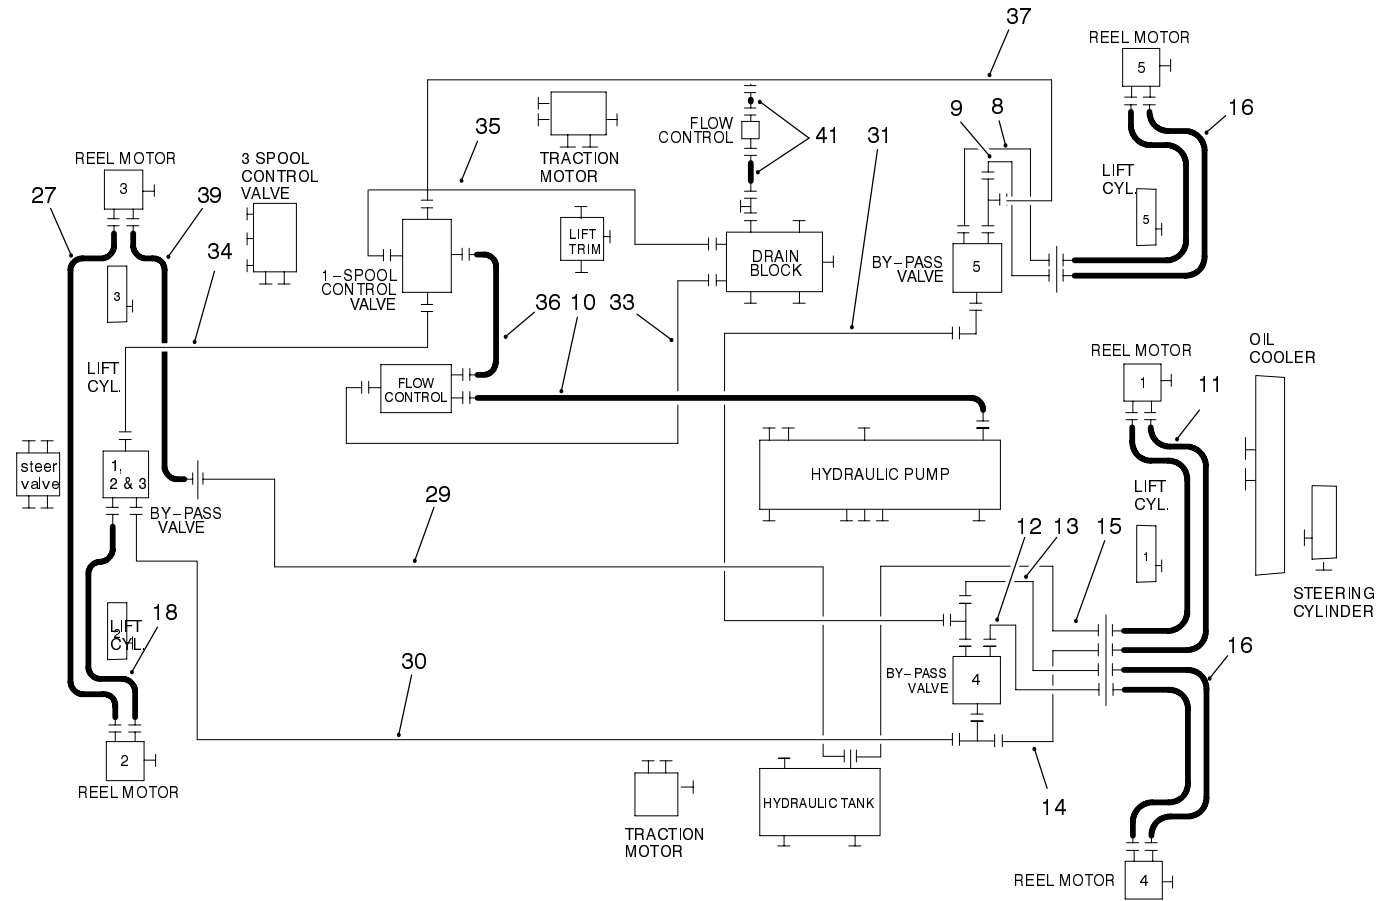 37
REEL MOTOR
5
16
9
8
31
41
FLOW
CONTROL
35
TRACTION
MOTOR
3 SPOOL
CONTROL
VALVE
REEL MOTOR
3
27
39
34
LIFT
CYL.
5
LIFT
TRIM
DRAIN
BLOCK
BY-PASS
VALVE
5
1-SPOOL
CONTROL
VALVE
3
36
10
33
OIL
COOLER
REEL MOTOR
1
11
LIFT
CYL.
FLOW
CONTROL
steer
valve
1,
2 & 3
BY-PASS
VALVE
HYDRAULIC PUMP
29
LIFT
CYL.
1
12
13
15
STEERING
CYLINDER
LIFT
CYL.
2
18
30
BY-PASS
VALVE
4
16
2
REEL MOTOR
14
HYDRAULIC TANK
TRACTION
MOTOR
REEL MOTOR
4